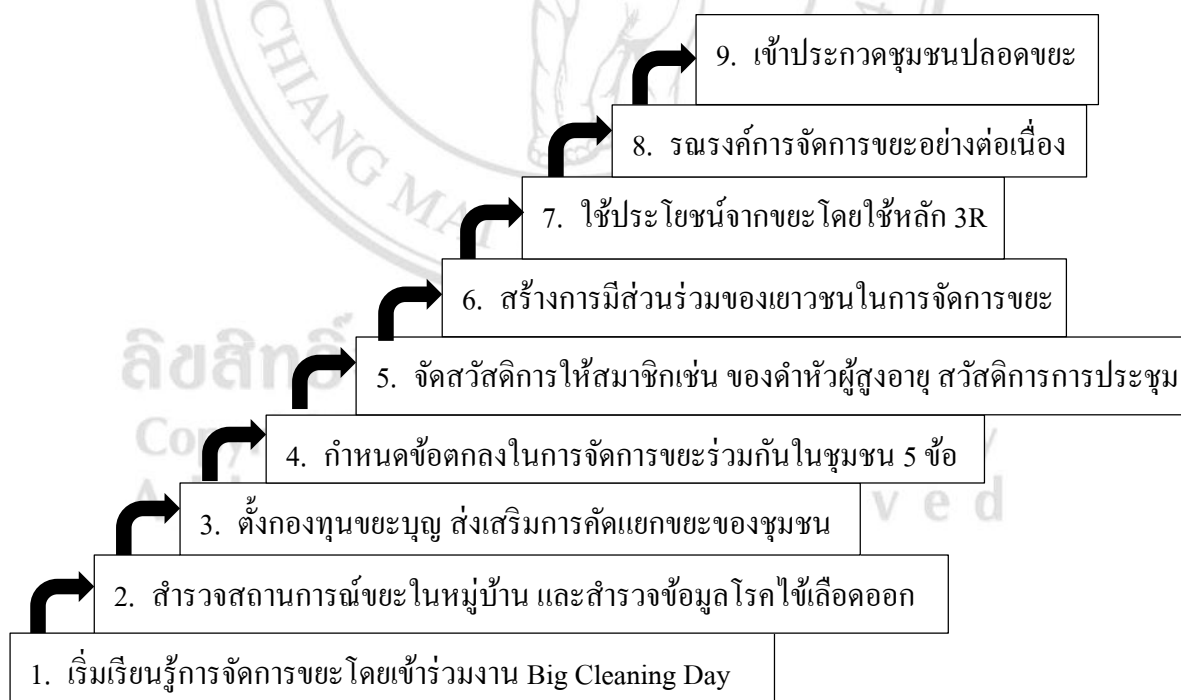 9. เข้าประกวดชุมชนปลอดขยะ
8. รณรงค์การจัดการขยะอย่างต่อเนื่อง
7. ใช้ประโยชน์จากขยะโดยใช้หลัก 3R
6. สร้างการมีส่วนร่วมของเยาวชนในการจัดการขยะ
5. จัดสวัสดิการให้สมาชิกเช่น ของดำหัวผู้สูงอายุ สวัสดิการการประชุม
4. กำหนดข้อตกลงในการจัดการขยะร่วมกันในชุมชน 5 ข้อ
3. ตั้งกองทุนขยะบุญ ส่งเสริมการคัดแยกขยะของชุมชน
2. สำรวจสถานการณ์ขยะในหมู่บ้าน และสำรวจข้อมูลโรคไข้เลือดออก
1. เริ่มเรียนรู้การจัดการขยะโดยเข้าร่วมงาน Big Cleaning Day
CHIANG MAI
ลิขสิทธิ์